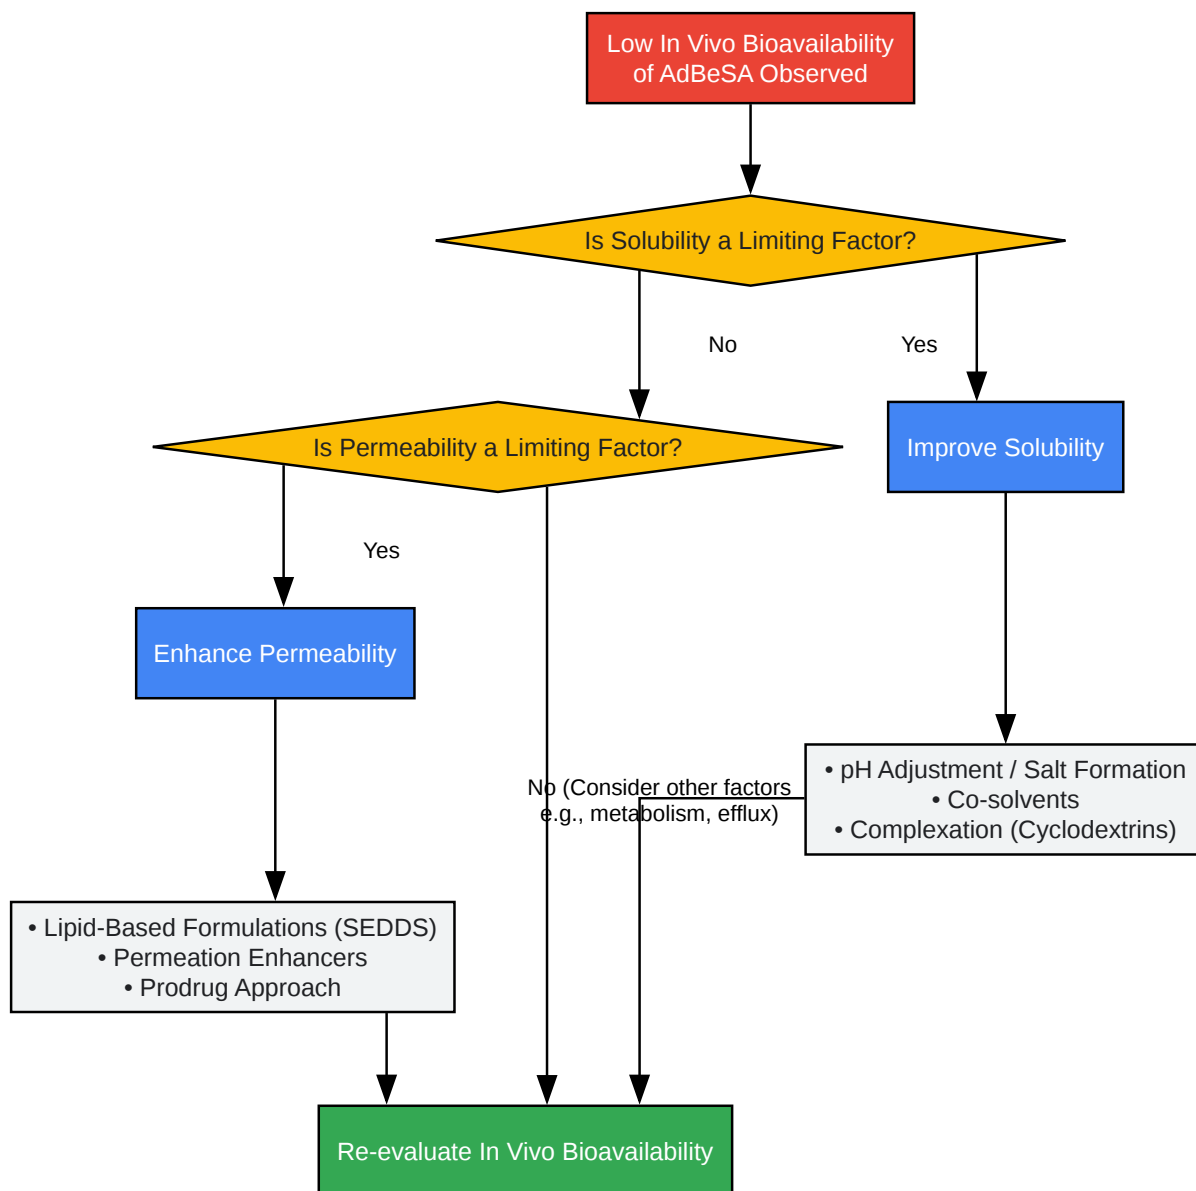 Low In Vivo Bioavailability
of AdBeSA Observed
Is Solubility a Limiting Factor?
No
Yes
Is Permeability a Limiting Factor?
Improve Solubility
Yes
Enhance Permeability
No (Consider other factors
e.g., metabolism, efflux)
• pH Adjustment / Salt Formation
• Co-solvents
• Complexation (Cyclodextrins)
• Lipid-Based Formulations (SEDDS)
• Permeation Enhancers
• Prodrug Approach
Re-evaluate In Vivo Bioavailability